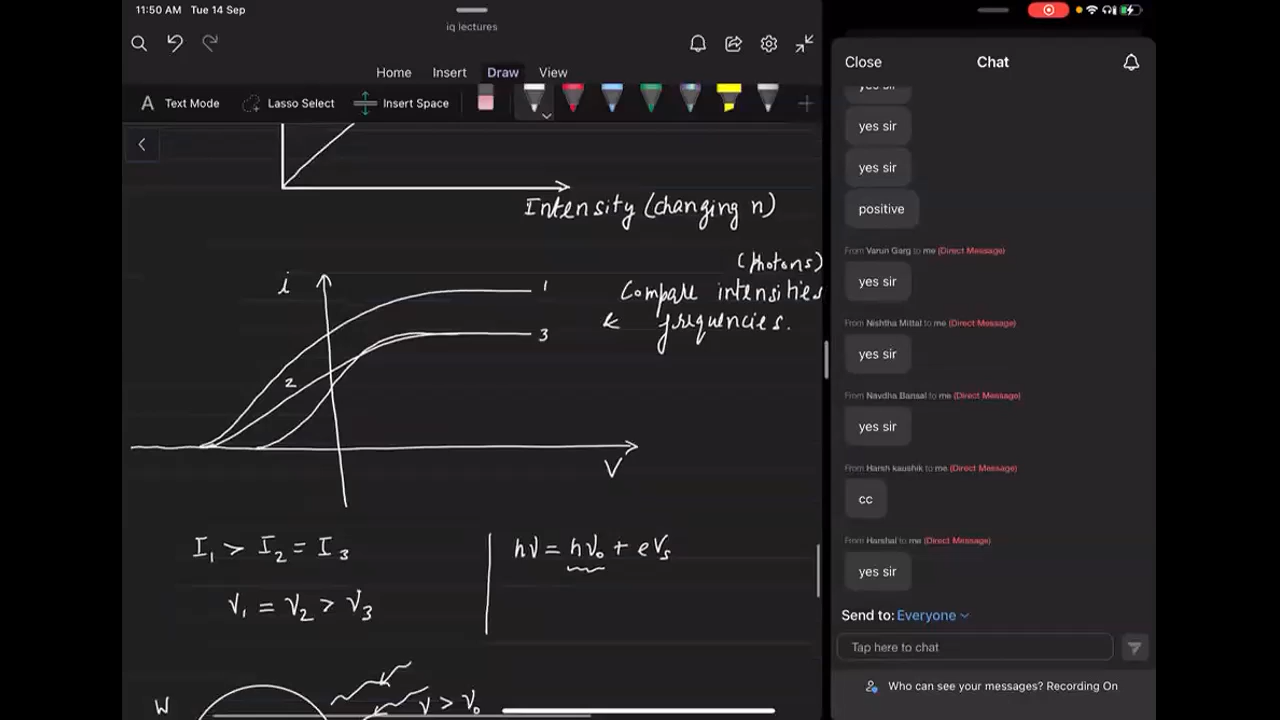 11:50 AM Tue 14 Sep
iq lectures
Home Insert Draw View
A Text Mode Lasso Select Insert Space
Intensity (changing n)
(photons)
i
1
Compare intensities
& frequencies.
3
2
V
I₁ > I₂ = I₃
ν₁ = ν₂ > ν₃
hν = hν₀ + eVₛ
W
ν > ν₀
Close Chat
yes sir
yes sir
yes sir
positive
From Varun Garg to me (Direct Message)
yes sir
From Nishtha Mittal to me (Direct Message)
yes sir
From Navdha Bansal to me (Direct Message)
yes sir
From Harsh kaushik to me (Direct Message)
cc
From Harshal to me (Direct Message)
yes sir
Send to: Everyone
Tap here to chat
Who can see your messages? Recording On